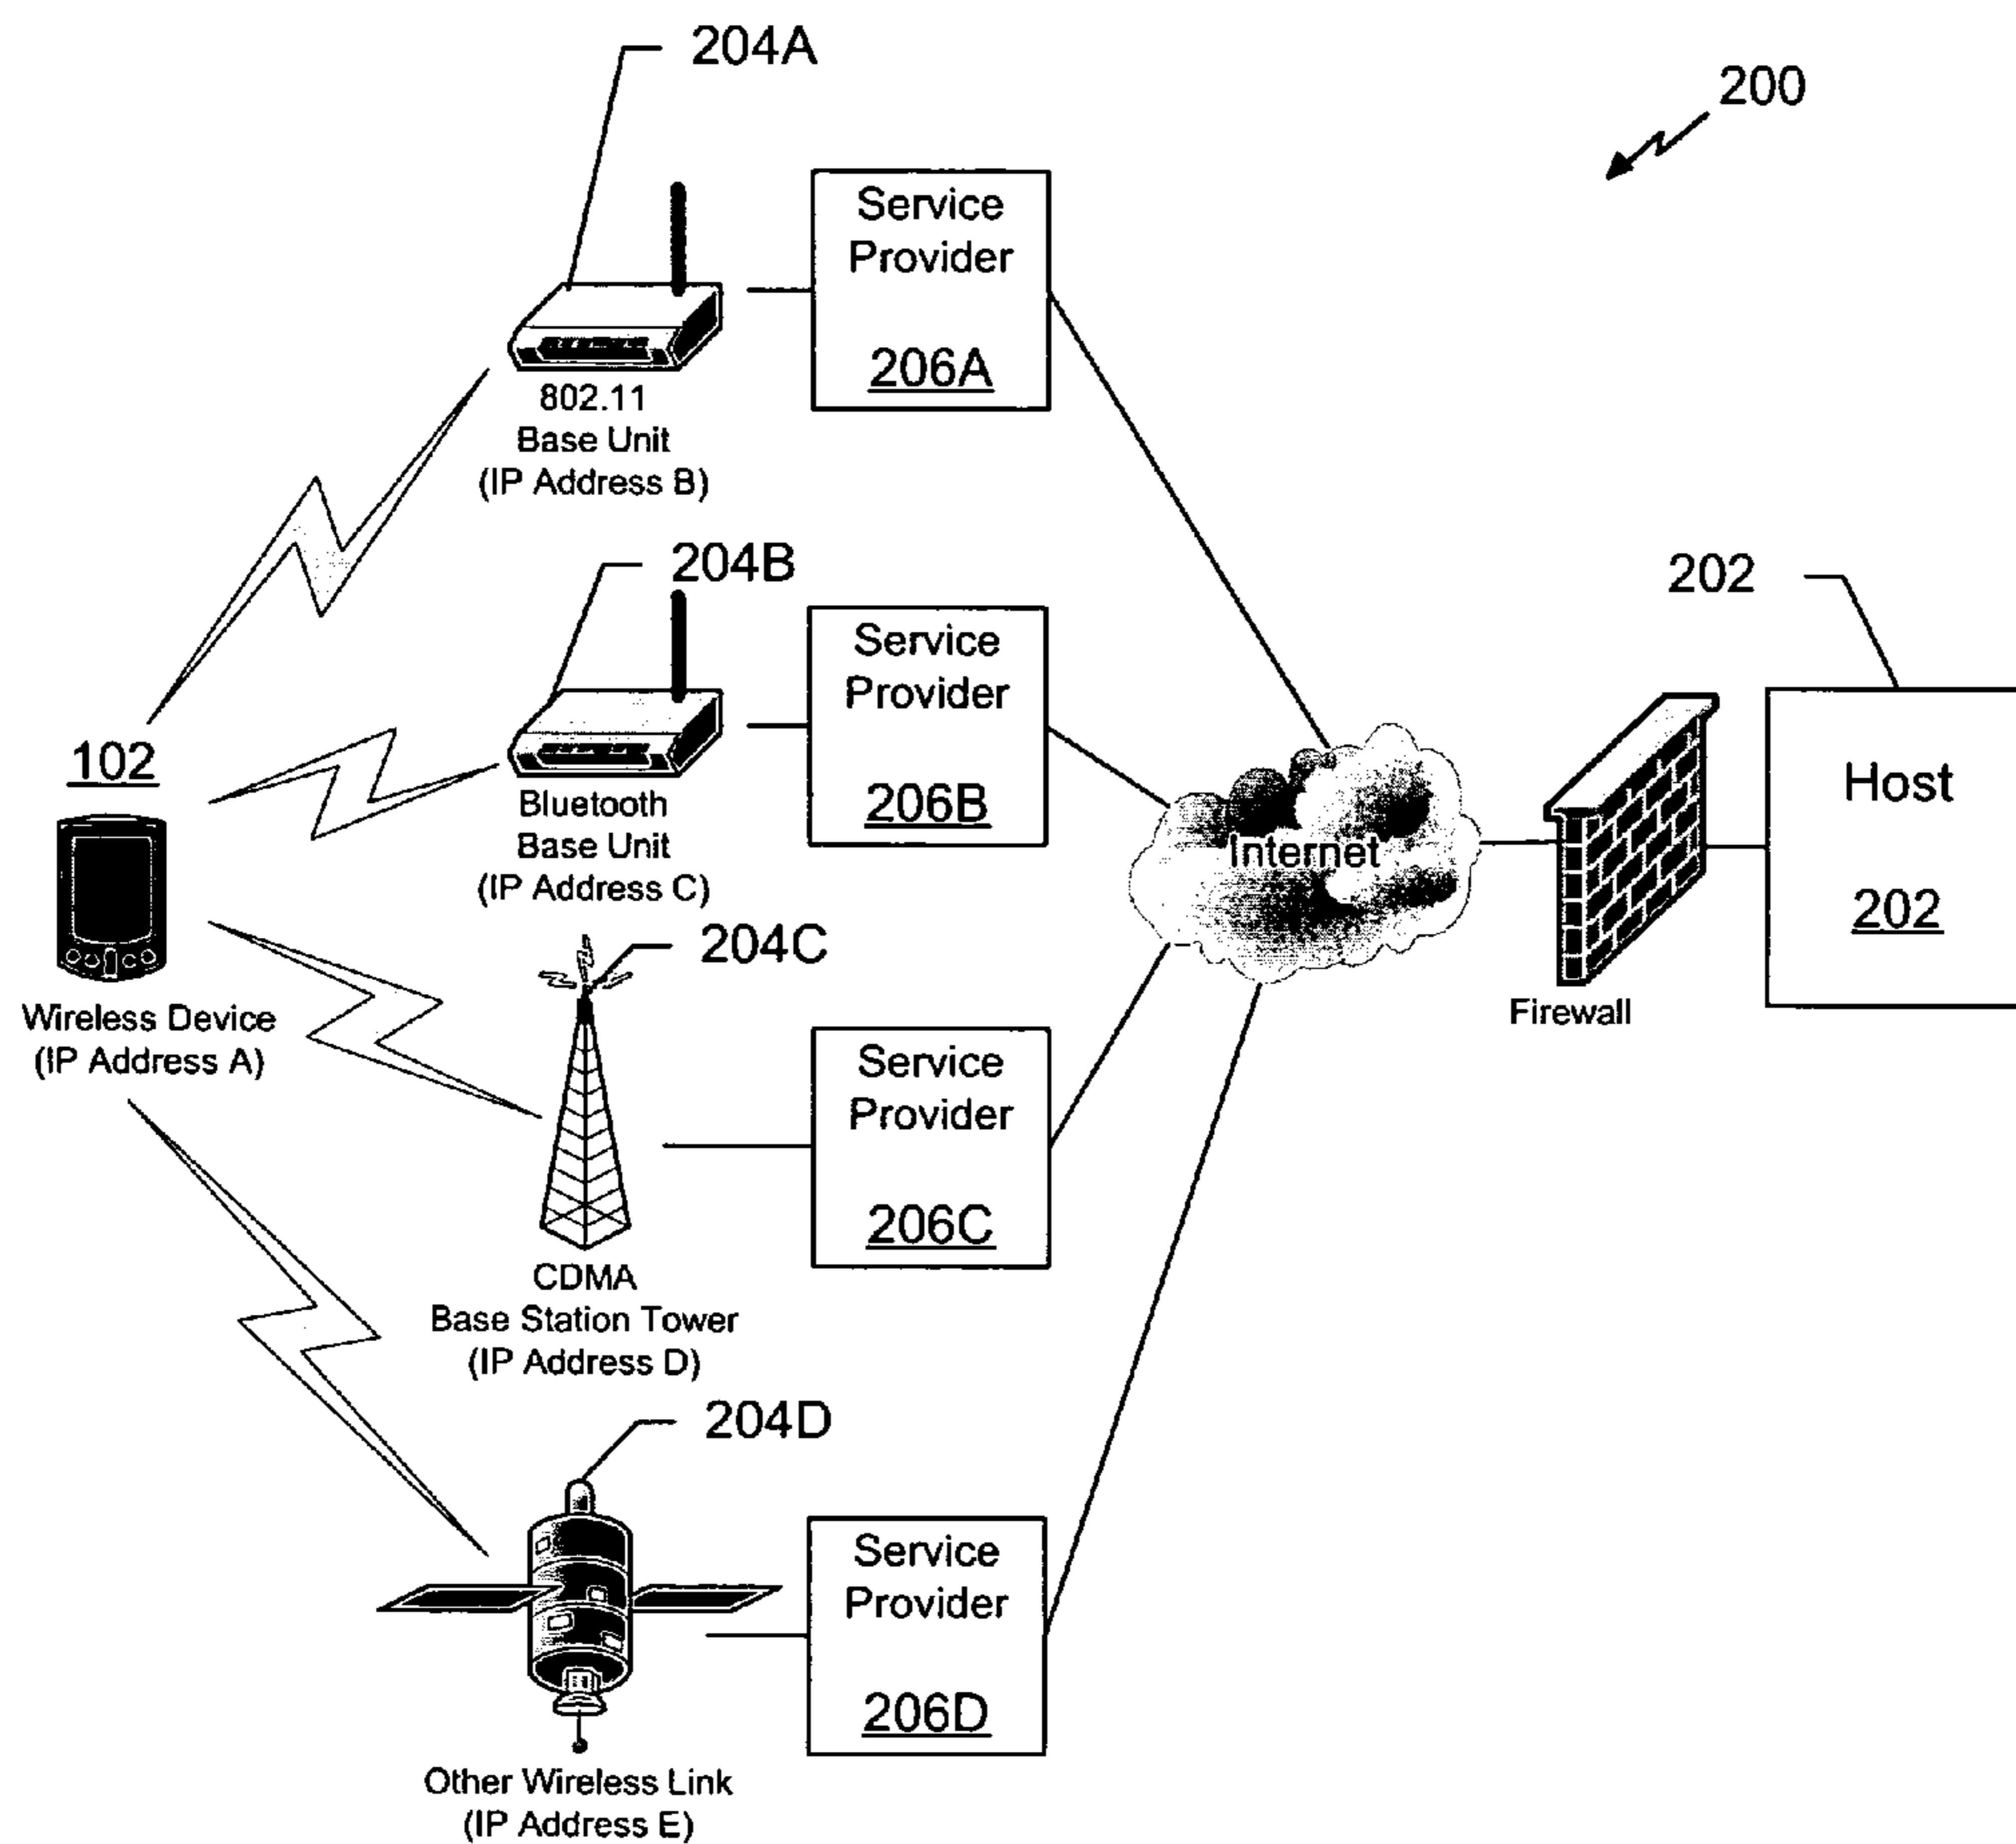 204A
200
Service
Provider
206A
802.11
Base Unit
(IP Address B)
204B
202
Service
Provider
206B
102
Bluetooth
Base Unit
(IP Address C)
Internet
Host
202
204C
Wireless Device
(IP Address A)
Firewall
Service
Provider
206C
CDMA
Base Station Tower
(IP Address D)
204D
Service
Provider
206D
Other Wireless Link
(IP Address E)